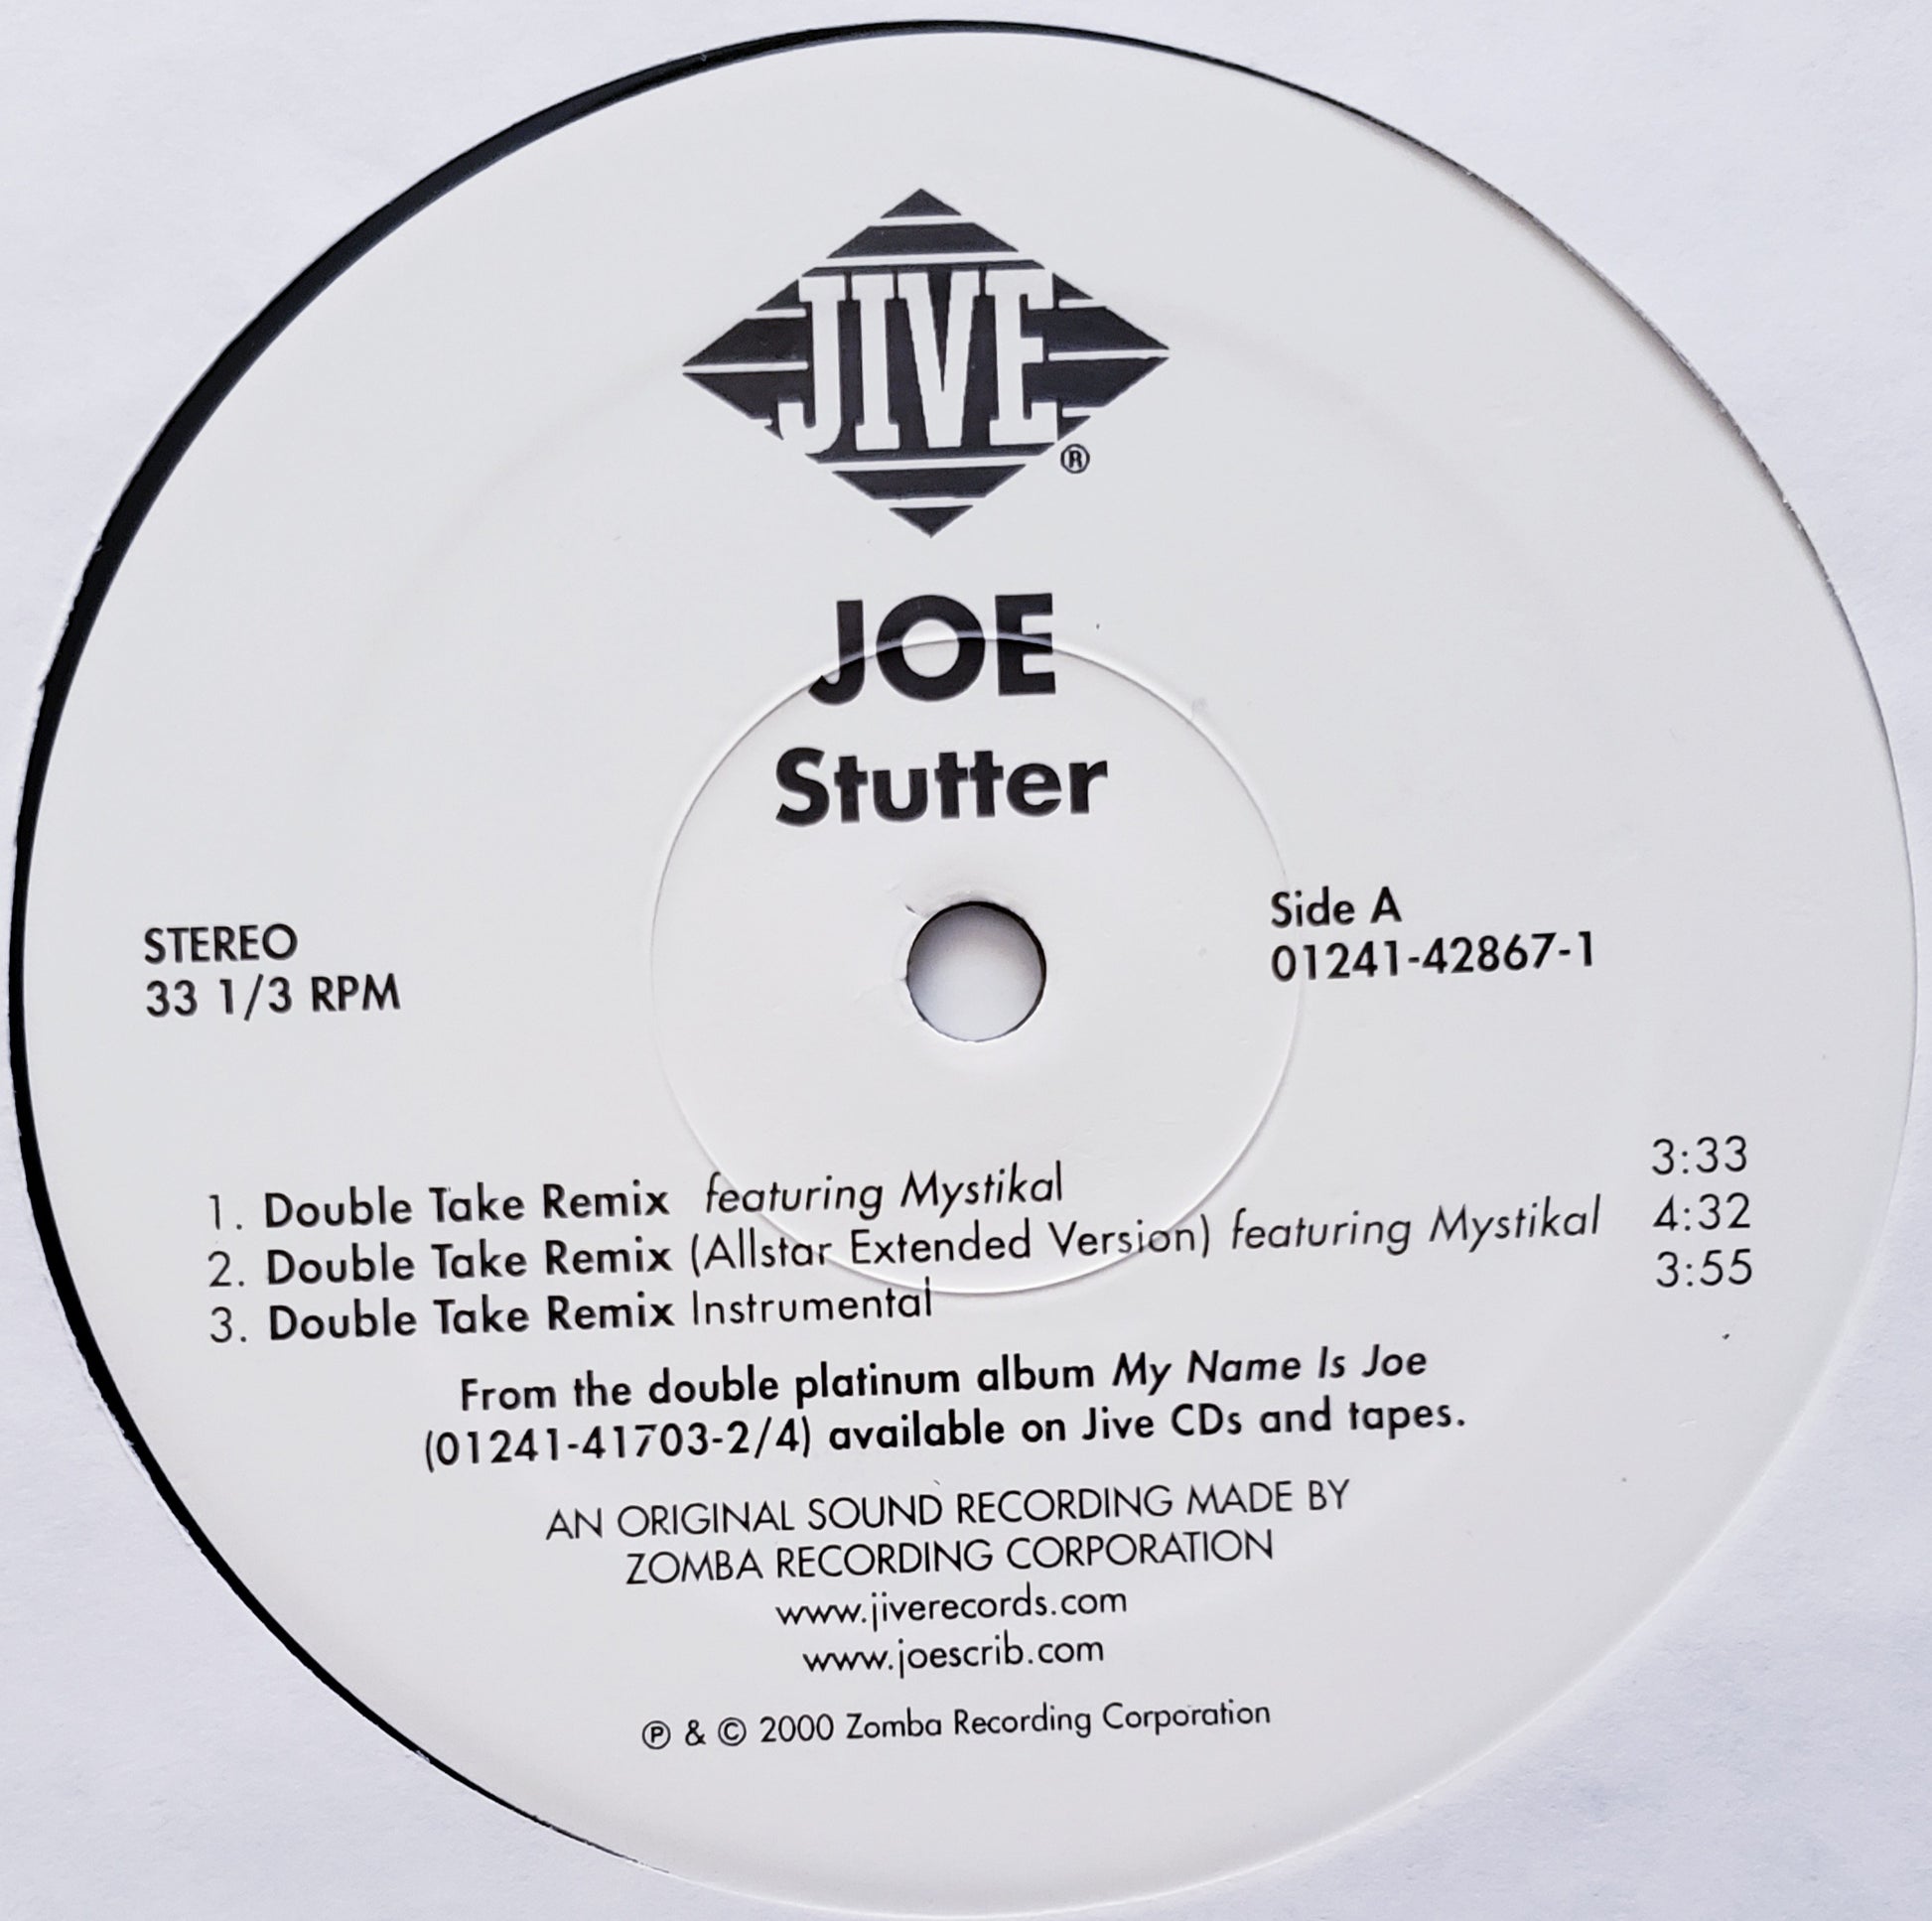 JIVE
®
JOE
Stutter
STEREO
33 1/3 RPM
Side A
01241-42867-1
1. Double Take Remix featuring Mystikal 3:33
2. Double Take Remix (Allstar Extended Version) featuring Mystikal 4:32
3. Double Take Remix Instrumental 3:55
From the double platinum album My Name Is Joe
(01241-41703-2/4) available on Jive CDs and tapes.
AN ORIGINAL SOUND RECORDING MADE BY
ZOMBA RECORDING CORPORATION
www.jiverecords.com
www.joescrib.com
℗ & © 2000 Zomba Recording Corporation